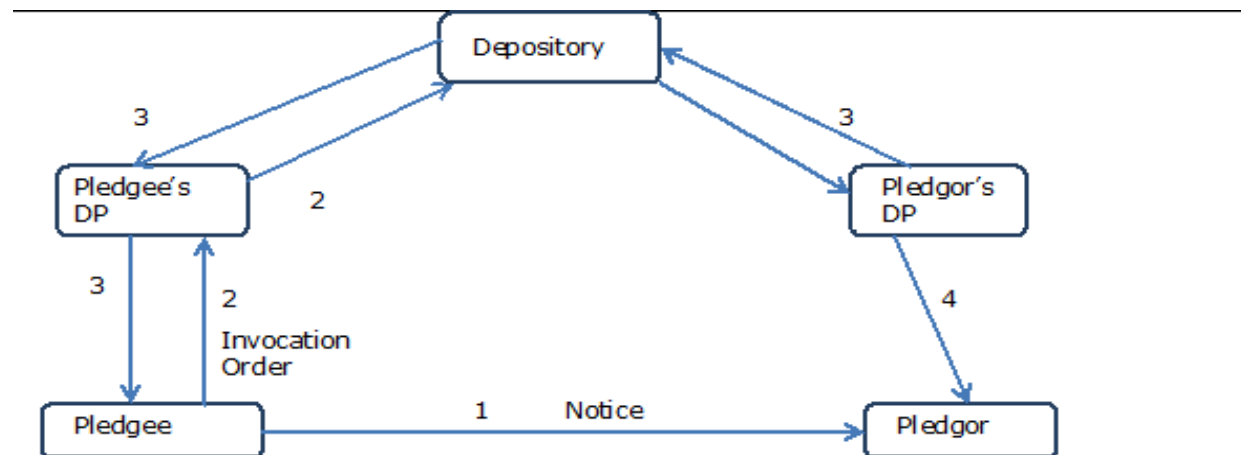 Depository
3
3
Pledgee's
DP
2
Pledgor's
DP
3
2
4
Invocation
Order
Pledgee
1 Notice
Pledgor